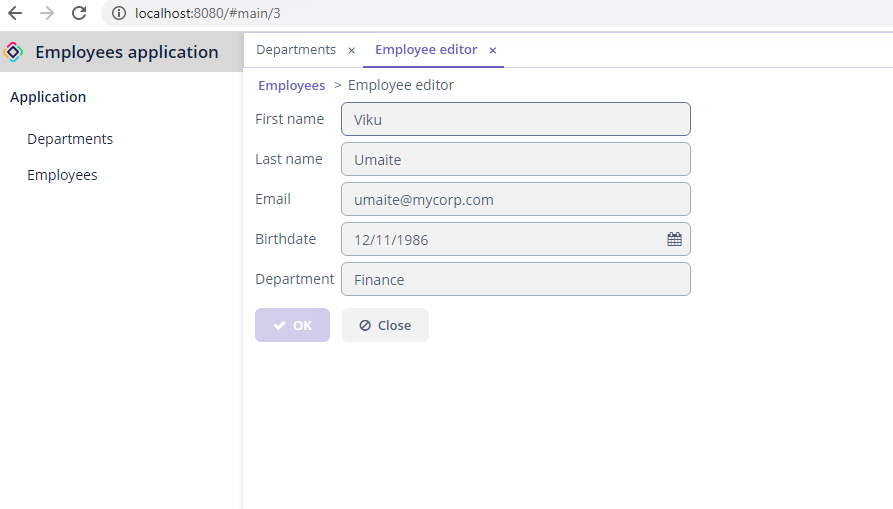 localhost:8080/#main/3
Employees application
Departments × Employee editor ×
Application
Departments
Employees
Employees > Employee editor
First name Viku
Last name Umaite
Email umaite@mycorp.com
Birthdate 12/11/1986
Department Finance
OK Close